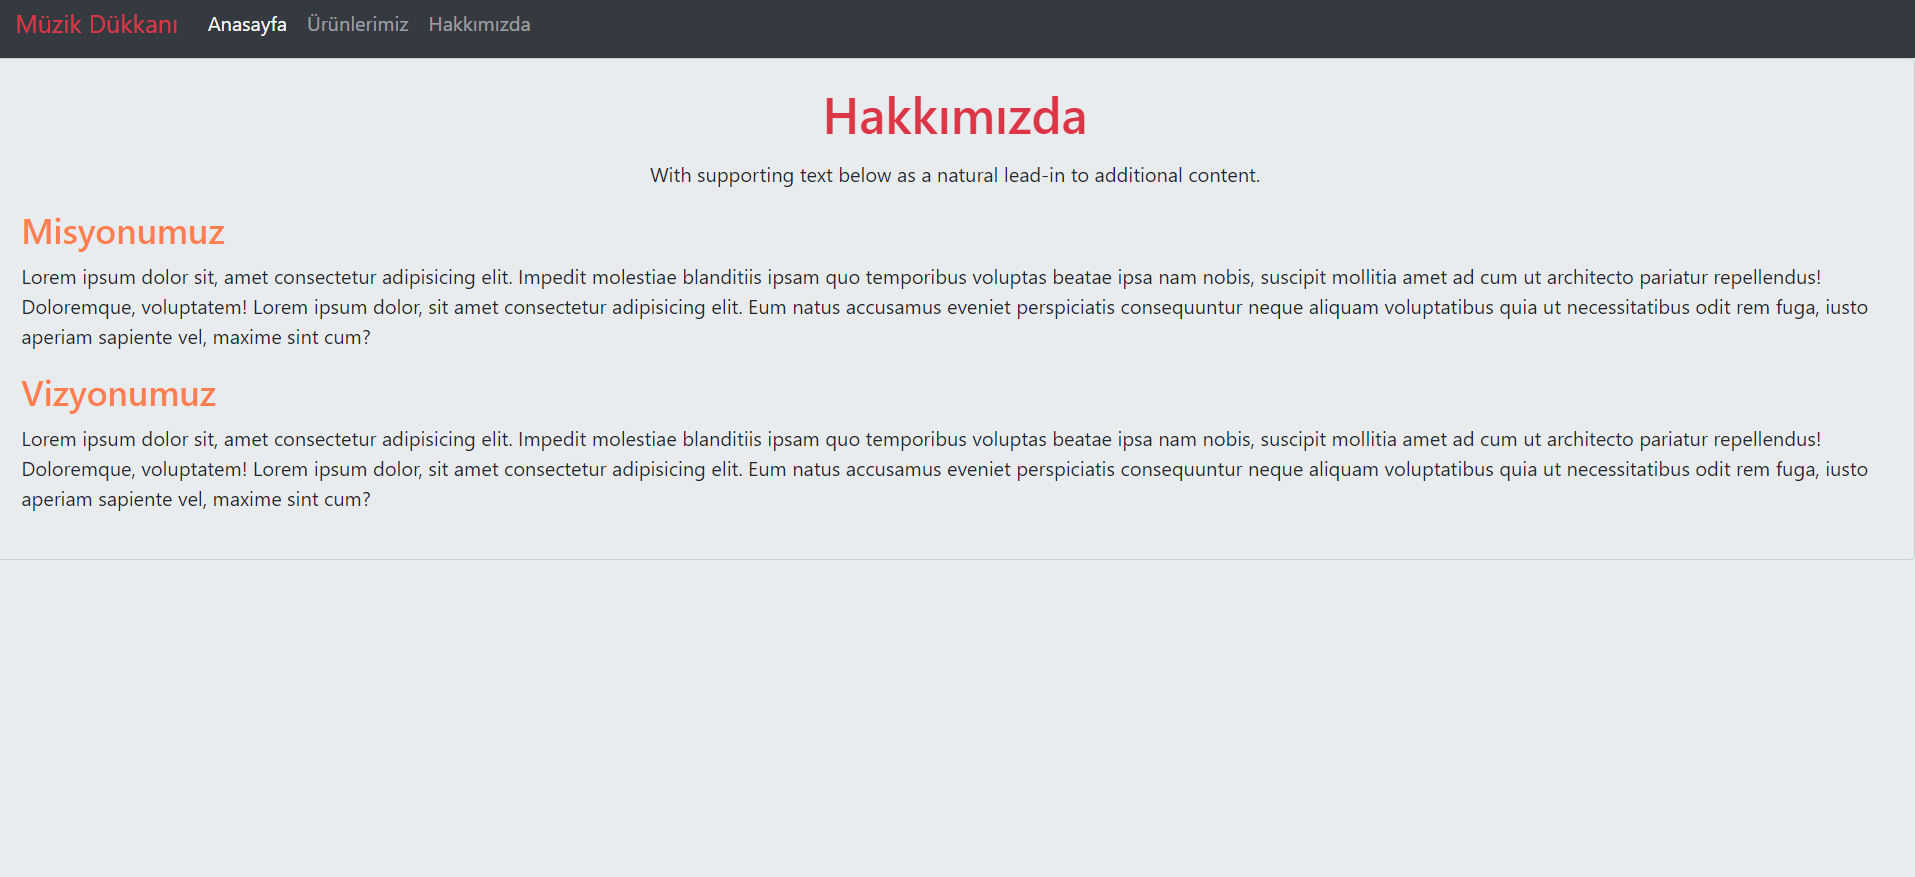 Müzik Dükkanı Anasayfa Ürünlerimiz Hakkımızda
Hakkımızda
With supporting text below as a natural lead-in to additional content.
Misyonumuz
Lorem ipsum dolor sit, amet consectetur adipisicing elit. Impedit molestiae blanditiis ipsam quo temporibus voluptas beatae ipsa nam nobis, suscipit mollitia amet ad cum ut architecto pariatur repellendus!
Doloremque, voluptatem! Lorem ipsum dolor, sit amet consectetur adipisicing elit. Eum natus accusamus eveniet perspiciatis consequuntur neque aliquam voluptatibus quia ut necessitatibus odit rem fuga, iusto
aperiam sapiente vel, maxime sint cum?
Vizyonumuz
Lorem ipsum dolor sit, amet consectetur adipisicing elit. Impedit molestiae blanditiis ipsam quo temporibus voluptas beatae ipsa nam nobis, suscipit mollitia amet ad cum ut architecto pariatur repellendus!
Doloremque, voluptatem! Lorem ipsum dolor, sit amet consectetur adipisicing elit. Eum natus accusamus eveniet perspiciatis consequuntur neque aliquam voluptatibus quia ut necessitatibus odit rem fuga, iusto
aperiam sapiente vel, maxime sint cum?